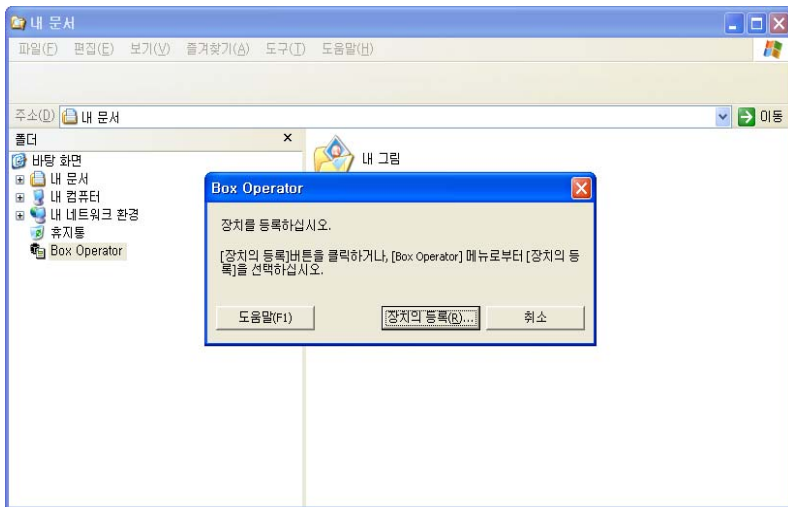 내 문서
파일(F) 편집(E) 보기(V) 즐겨찾기(A) 도구(T) 도움말(H)
주소(D) 내 문서 이동
폴더
바탕 화면
내 문서
내 컴퓨터
내 네트워크 환경
휴지통
Box Operator
내 그림
Box Operator
장치를 등록하십시오.
[장치의 등록]버튼을 클릭하거나, [Box Operator] 메뉴로부터 [장치의 등
록]을 선택하십시오.
도움말(F1) 장치의 등록(R)... 취소